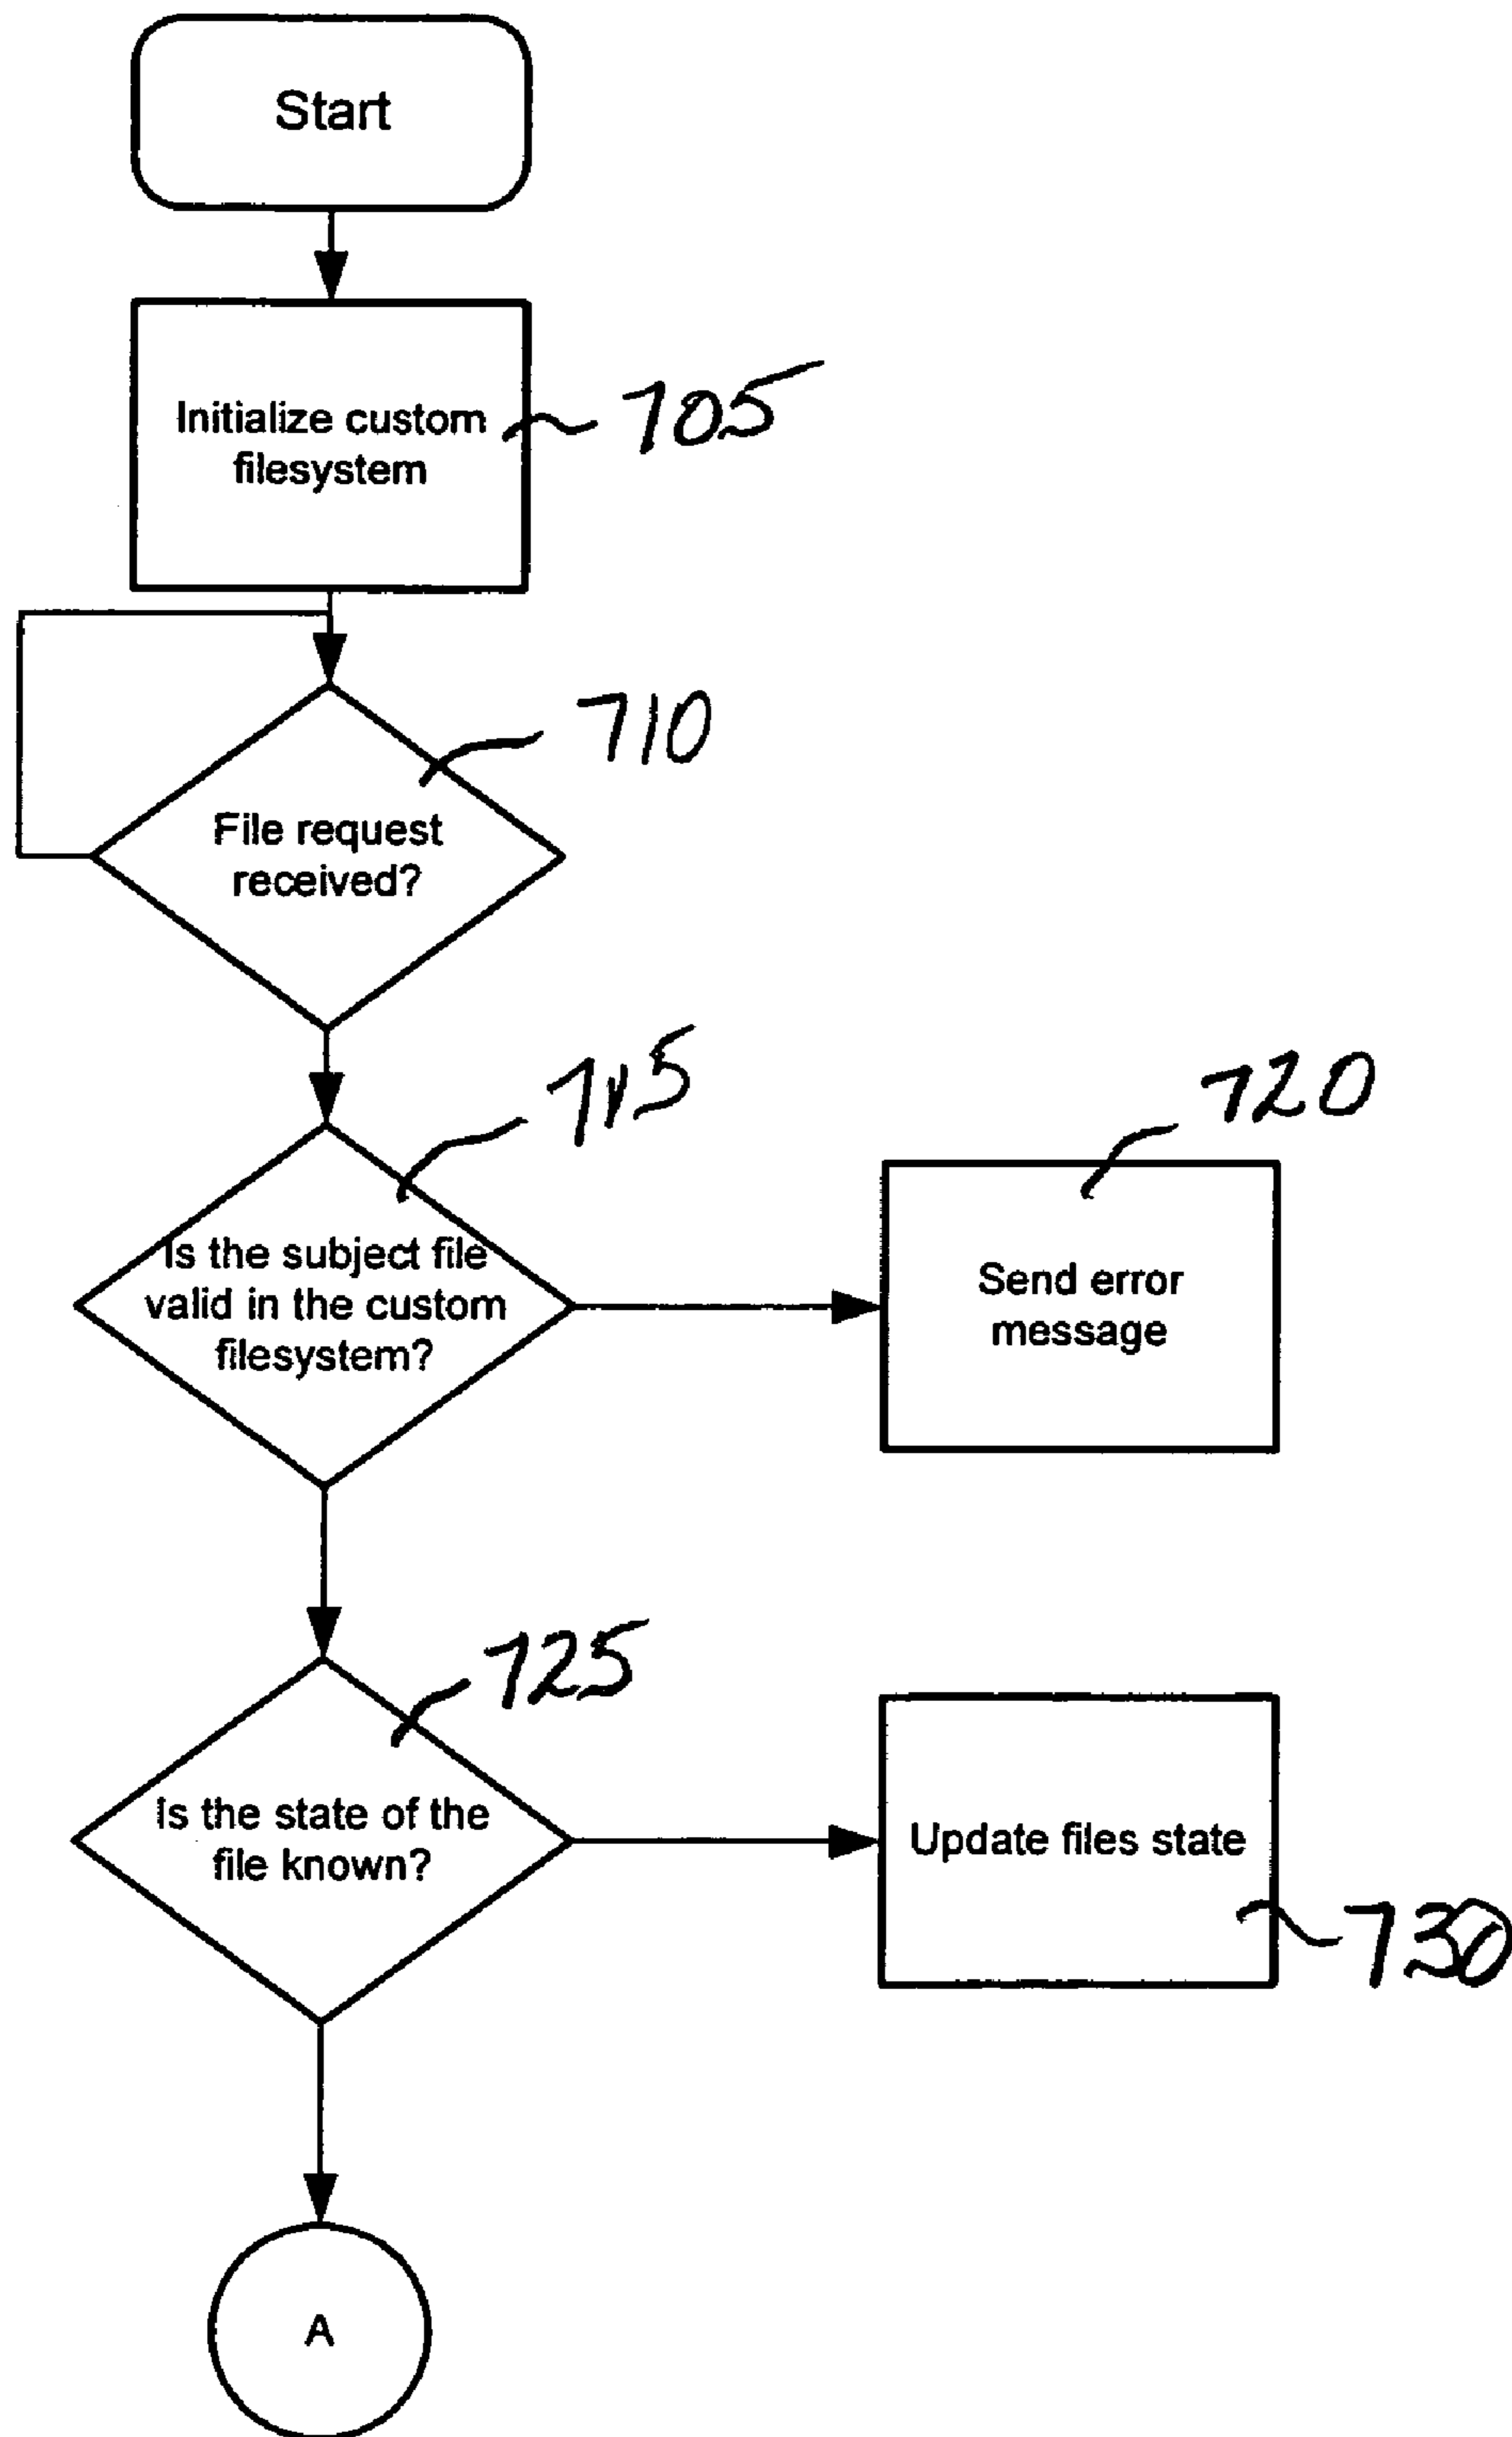 Start
Initialize custom
filesystem
705
710
File request
received?
715
720
Is the subject file
valid in the custom
filesystem?
Send error
message
725
Is the state of the
file known?
Update files state
730
A